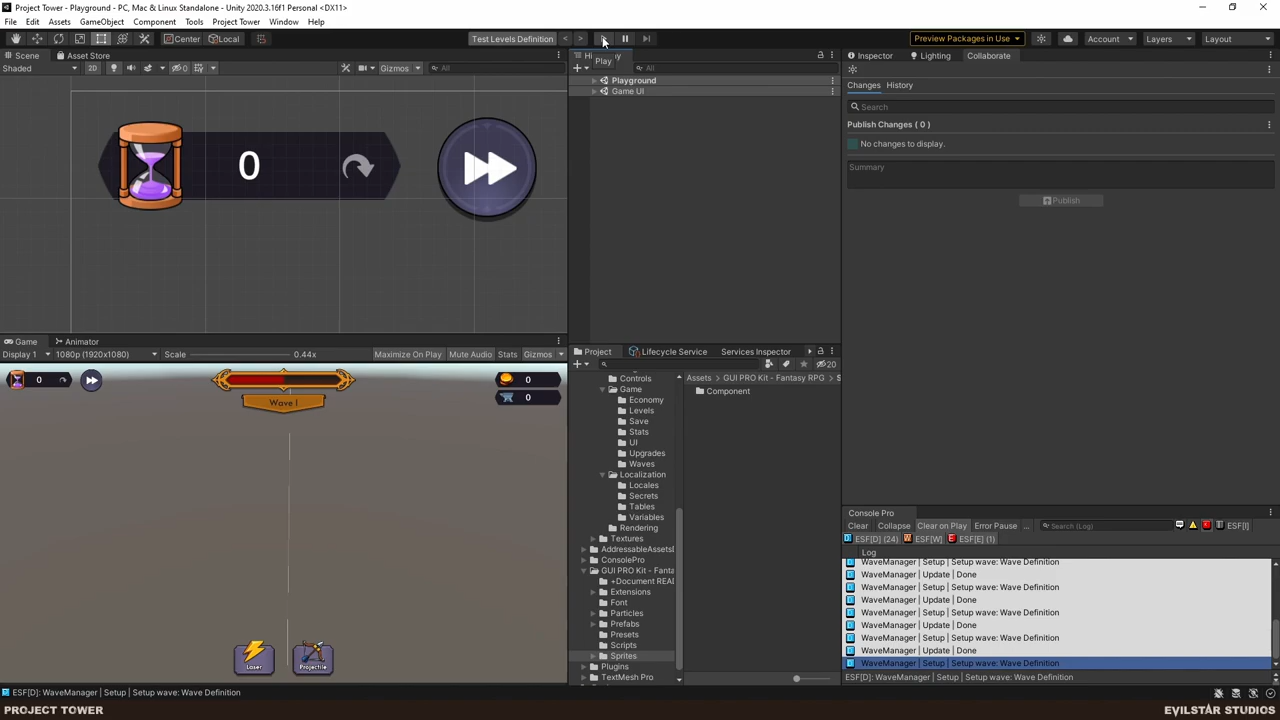 Project Tower - Playground - PC, Mac & Linux Standalone - Unity 2020.3.16f1 Personal <DX11>
File Edit Assets GameObject Component Tools Project Tower Window Help
Center Local Test Levels Definition < > Preview Packages in Use Account Layers Layout
Scene Asset Store
Shaded 2D 0 Gizmos All
0
Game Animator
Display 1 1080p (1920x1080) Scale 0.44x Maximize On Play Mute Audio Stats Gizmos
0 0
Wave I
0
Laser Projectile
Play
All
Playground
Game UI
Project Lifecycle Service Services Inspector
20
Controls
Game
Economy
Levels
Save
Stats
UI
Upgrades
Waves
Localization
Locales
Secrets
Tables
Variables
Rendering
Textures
AddressableAssets
ConsolePro
GUI PRO Kit - Fanta
+Document REA
Extensions
Font
Particles
Prefabs
Presets
Scripts
Sprites
Plugins
TextMesh Pro
Assets GUI PRO Kit - Fantasy RPG S
Component
Inspector Lighting Collaborate
Changes History
Search
Publish Changes ( 0 )
No changes to display.
Summary
Publish
Console Pro
Clear Collapse Clear on Play Error Pause ... Search (Log) ESF[I]
ESF[D] (24) ESF[W] ESF[E] (1)
Log
WaveManager | Setup | Setup wave: Wave Definition
WaveManager | Update | Done
WaveManager | Setup | Setup wave: Wave Definition
WaveManager | Update | Done
WaveManager | Setup | Setup wave: Wave Definition
WaveManager | Update | Done
WaveManager | Setup | Setup wave: Wave Definition
WaveManager | Update | Done
WaveManager | Setup | Setup wave: Wave Definition
ESF[D]: WaveManager | Setup | Setup wave: Wave Definition
ESF[D]: WaveManager | Setup | Setup wave: Wave Definition
PROJECT TOWER EVILSTAR STUDIOS